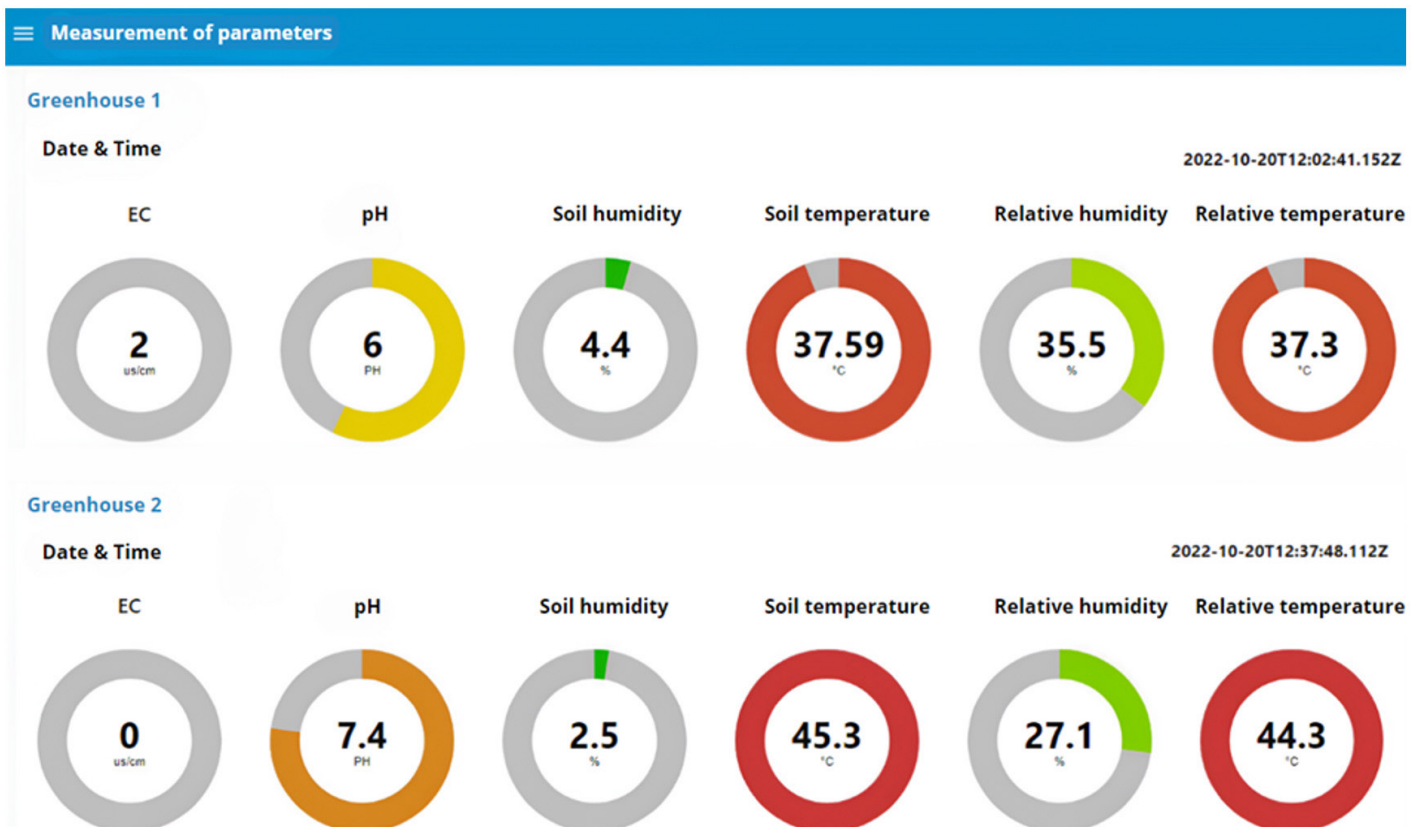 Measurement of parameters
Greenhouse 1
Date & Time
2022-10-20T12:02:41.152Z
EC pH Soil humidity Soil temperature Relative humidity Relative temperature
2 6 4.4 37.59 35.5 37.3
us/cm PH % °C % °C
Greenhouse 2
Date & Time
2022-10-20T12:37:48.112Z
EC pH Soil humidity Soil temperature Relative humidity Relative temperature
0 7.4 2.5 45.3 27.1 44.3
us/cm PH % °C % °C